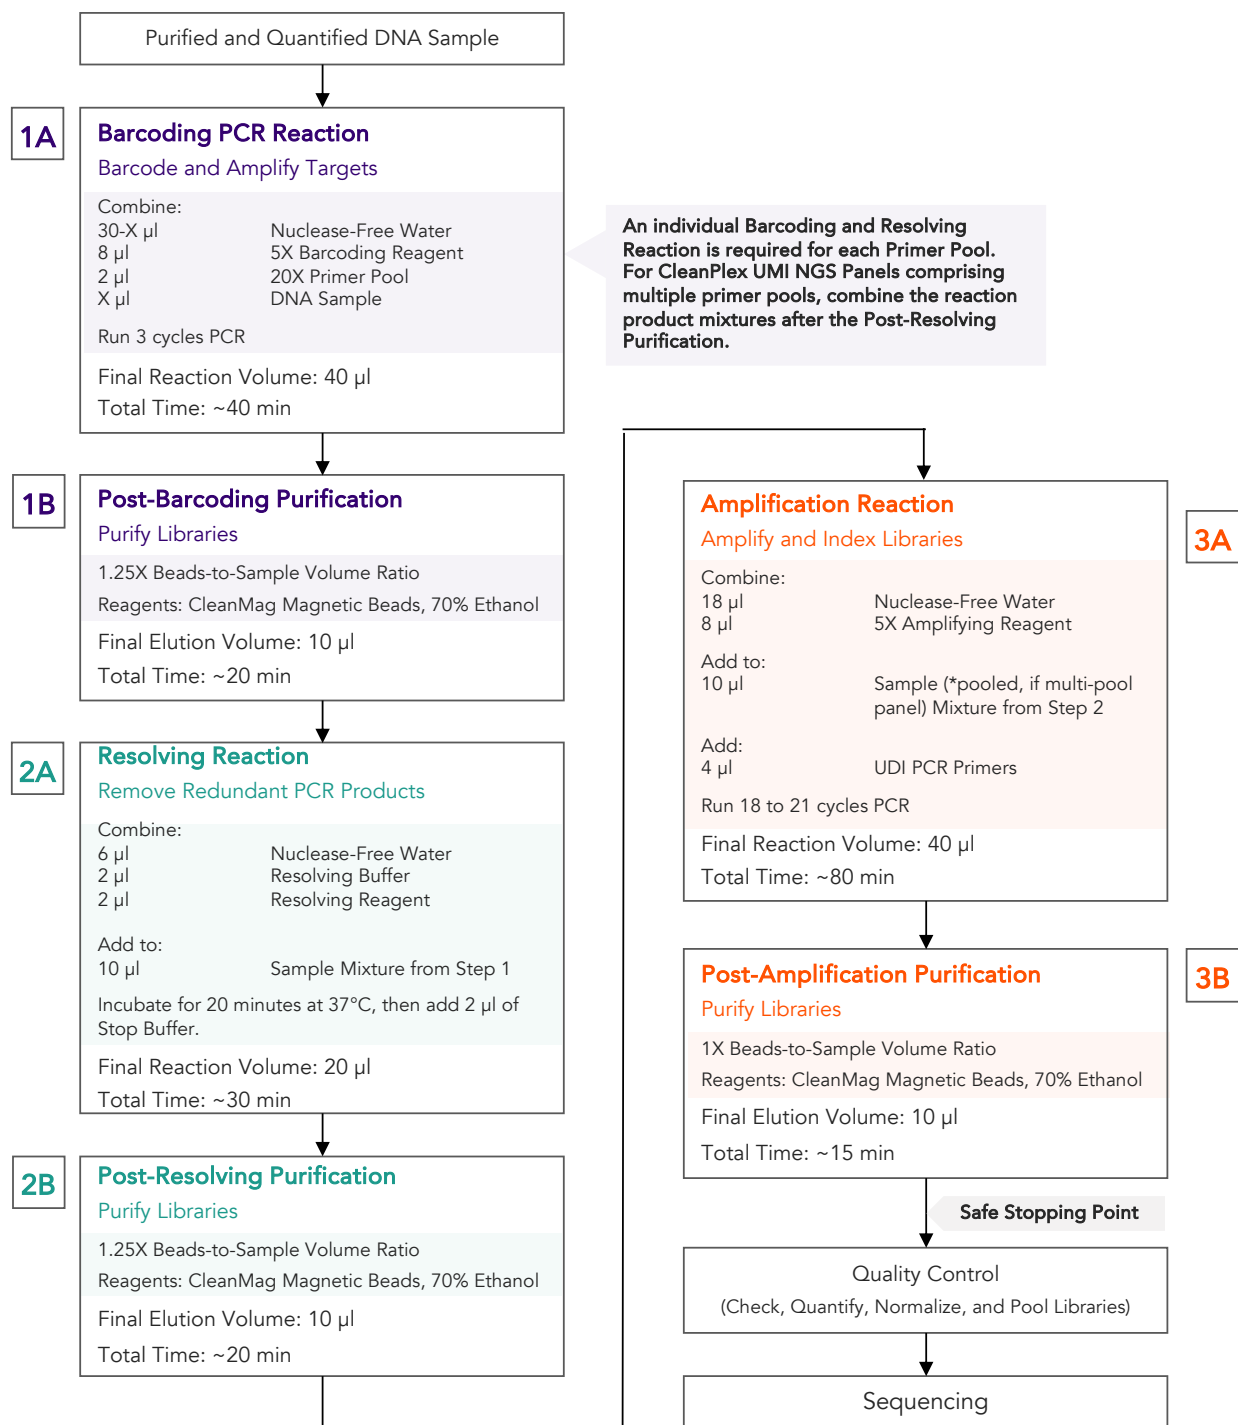 Purified and Quantified DNA Sample
1A
Barcoding PCR Reaction
Barcode and Amplify Targets
Combine:
30-X µl Nuclease-Free Water
8 µl 5X Barcoding Reagent
2 µl 20X Primer Pool
X µl DNA Sample
Run 3 cycles PCR
Final Reaction Volume: 40 µl
Total Time: ~40 min
An individual Barcoding and Resolving
Reaction is required for each Primer Pool.
For CleanPlex UMI NGS Panels comprising
multiple primer pools, combine the reaction
product mixtures after the Post-Resolving
Purification.
1B
Post-Barcoding Purification
Purify Libraries
1.25X Beads-to-Sample Volume Ratio
Reagents: CleanMag Magnetic Beads, 70% Ethanol
Final Elution Volume: 10 µl
Total Time: ~20 min
2A
Resolving Reaction
Remove Redundant PCR Products
Combine:
6 µl Nuclease-Free Water
2 µl Resolving Buffer
2 µl Resolving Reagent
Add to:
10 µl Sample Mixture from Step 1
Incubate for 20 minutes at 37°C, then add 2 µl of
Stop Buffer.
Final Reaction Volume: 20 µl
Total Time: ~30 min
2B
Post-Resolving Purification
Purify Libraries
1.25X Beads-to-Sample Volume Ratio
Reagents: CleanMag Magnetic Beads, 70% Ethanol
Final Elution Volume: 10 µl
Total Time: ~20 min
Amplification Reaction
3A
Amplify and Index Libraries
Combine:
18 µl Nuclease-Free Water
8 µl 5X Amplifying Reagent
Add to:
10 µl Sample (*pooled, if multi-pool
panel) Mixture from Step 2
Add:
4 µl UDI PCR Primers
Run 18 to 21 cycles PCR
Final Reaction Volume: 40 µl
Total Time: ~80 min
Post-Amplification Purification
3B
Purify Libraries
1X Beads-to-Sample Volume Ratio
Reagents: CleanMag Magnetic Beads, 70% Ethanol
Final Elution Volume: 10 µl
Total Time: ~15 min
Safe Stopping Point
Quality Control
(Check, Quantify, Normalize, and Pool Libraries)
Sequencing